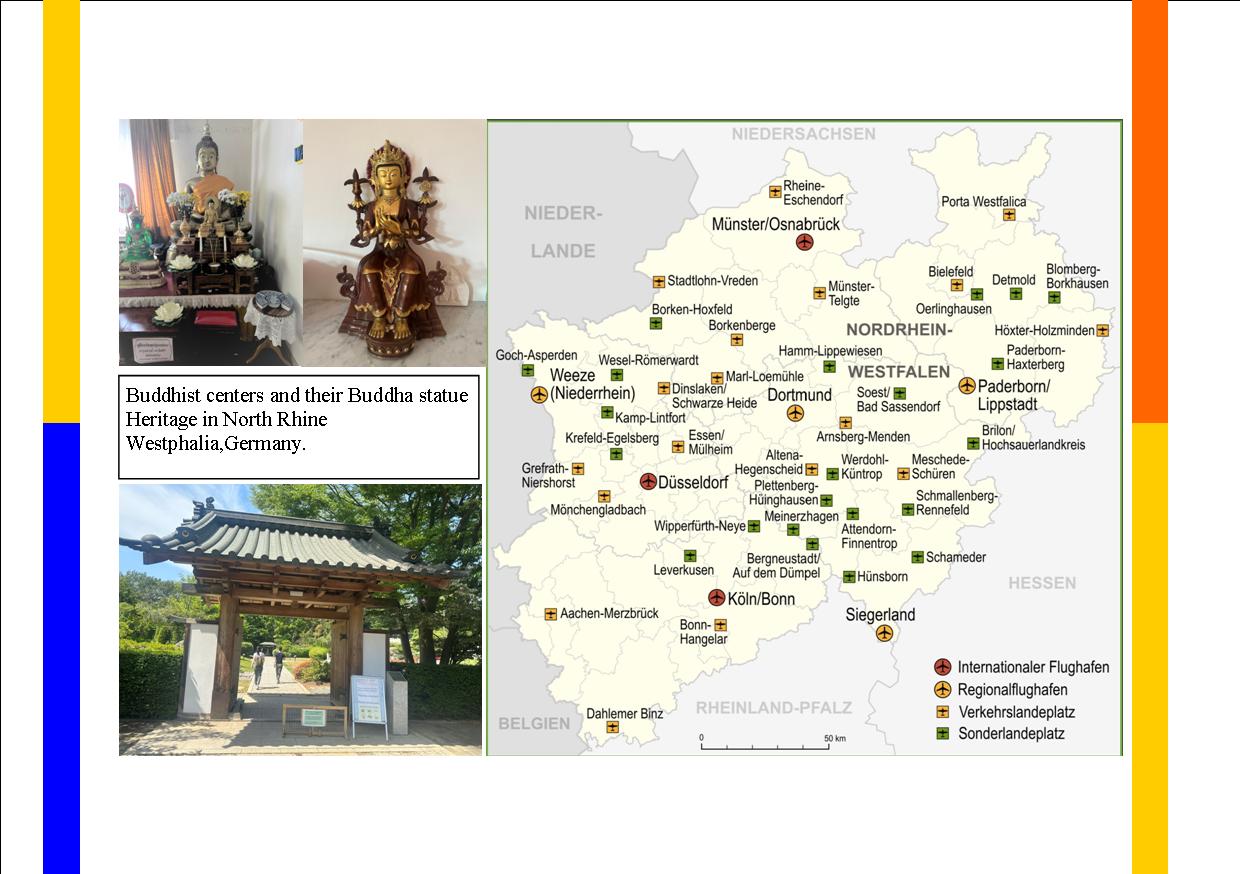 Buddhist centers and their Buddha statue
Heritage in North Rhine
Westphalia,Germany.
NIEDERSACHSEN
NIEDER-
LANDE
Rheine-
Eschendorf
Münster/Osnabrück
Porta Westfalica
Stadtlohn-Vreden
Münster-
Telgte
Bielefeld
Oerlinghausen
Detmold
Blomberg-
Borkhausen
Borken-Hoxfeld
Borkenberge
NORDRHEIN-
WESTFALEN
Höxter-Holzminden
Goch-Asperden
Wesel-Römerwardt
Hamm-Lippewiesen
Paderborn-
Haxterberg
Weeze
(Niederrhein)
Marl-Loemühle
Dinslaken/
Schwarze Heide
Dortmund
Soest/
Bad Sassendorf
Paderborn/
Lippstadt
Kamp-Lintfort
Arnsberg-Menden
Brilon/
Hochsauerlandkreis
Krefeld-Egelsberg
Essen/
Mülheim
Grefrath-
Niershorst
Altena-
Hegenscheid
Werdohl-
Küntrop
Meschede-
Schüren
Düsseldorf
Plettenberg-
Hüinghausen
Schmallenberg-
Rennefeld
Mönchengladbach
Wipperfürth-Neye
Meinerzhagen
Attendorn-
Finnentrop
Leverkusen
Bergneustadt/
Auf dem Dümpel
Schameder
Hünsborn
HESSEN
Köln/Bonn
Siegerland
Aachen-Merzbrück
Bonn-
Hangelar
Internationaler Flughafen
Regionalflughafen
Verkehrslandeplatz
Sonderlandeplatz
RHEINLAND-PFALZ
BELGIEN
Dahlemer Binz
0 50 km